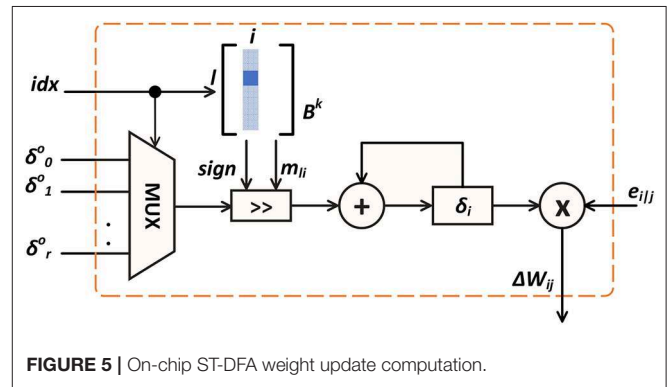 i
l
B^k
idx
δ^o_0
δ^o_1
δ^o_r
MUX
sign
m_li
>>
+
δ_i
X
e_i|j
ΔW_ij
FIGURE 5 | On-chip ST-DFA weight update computation.